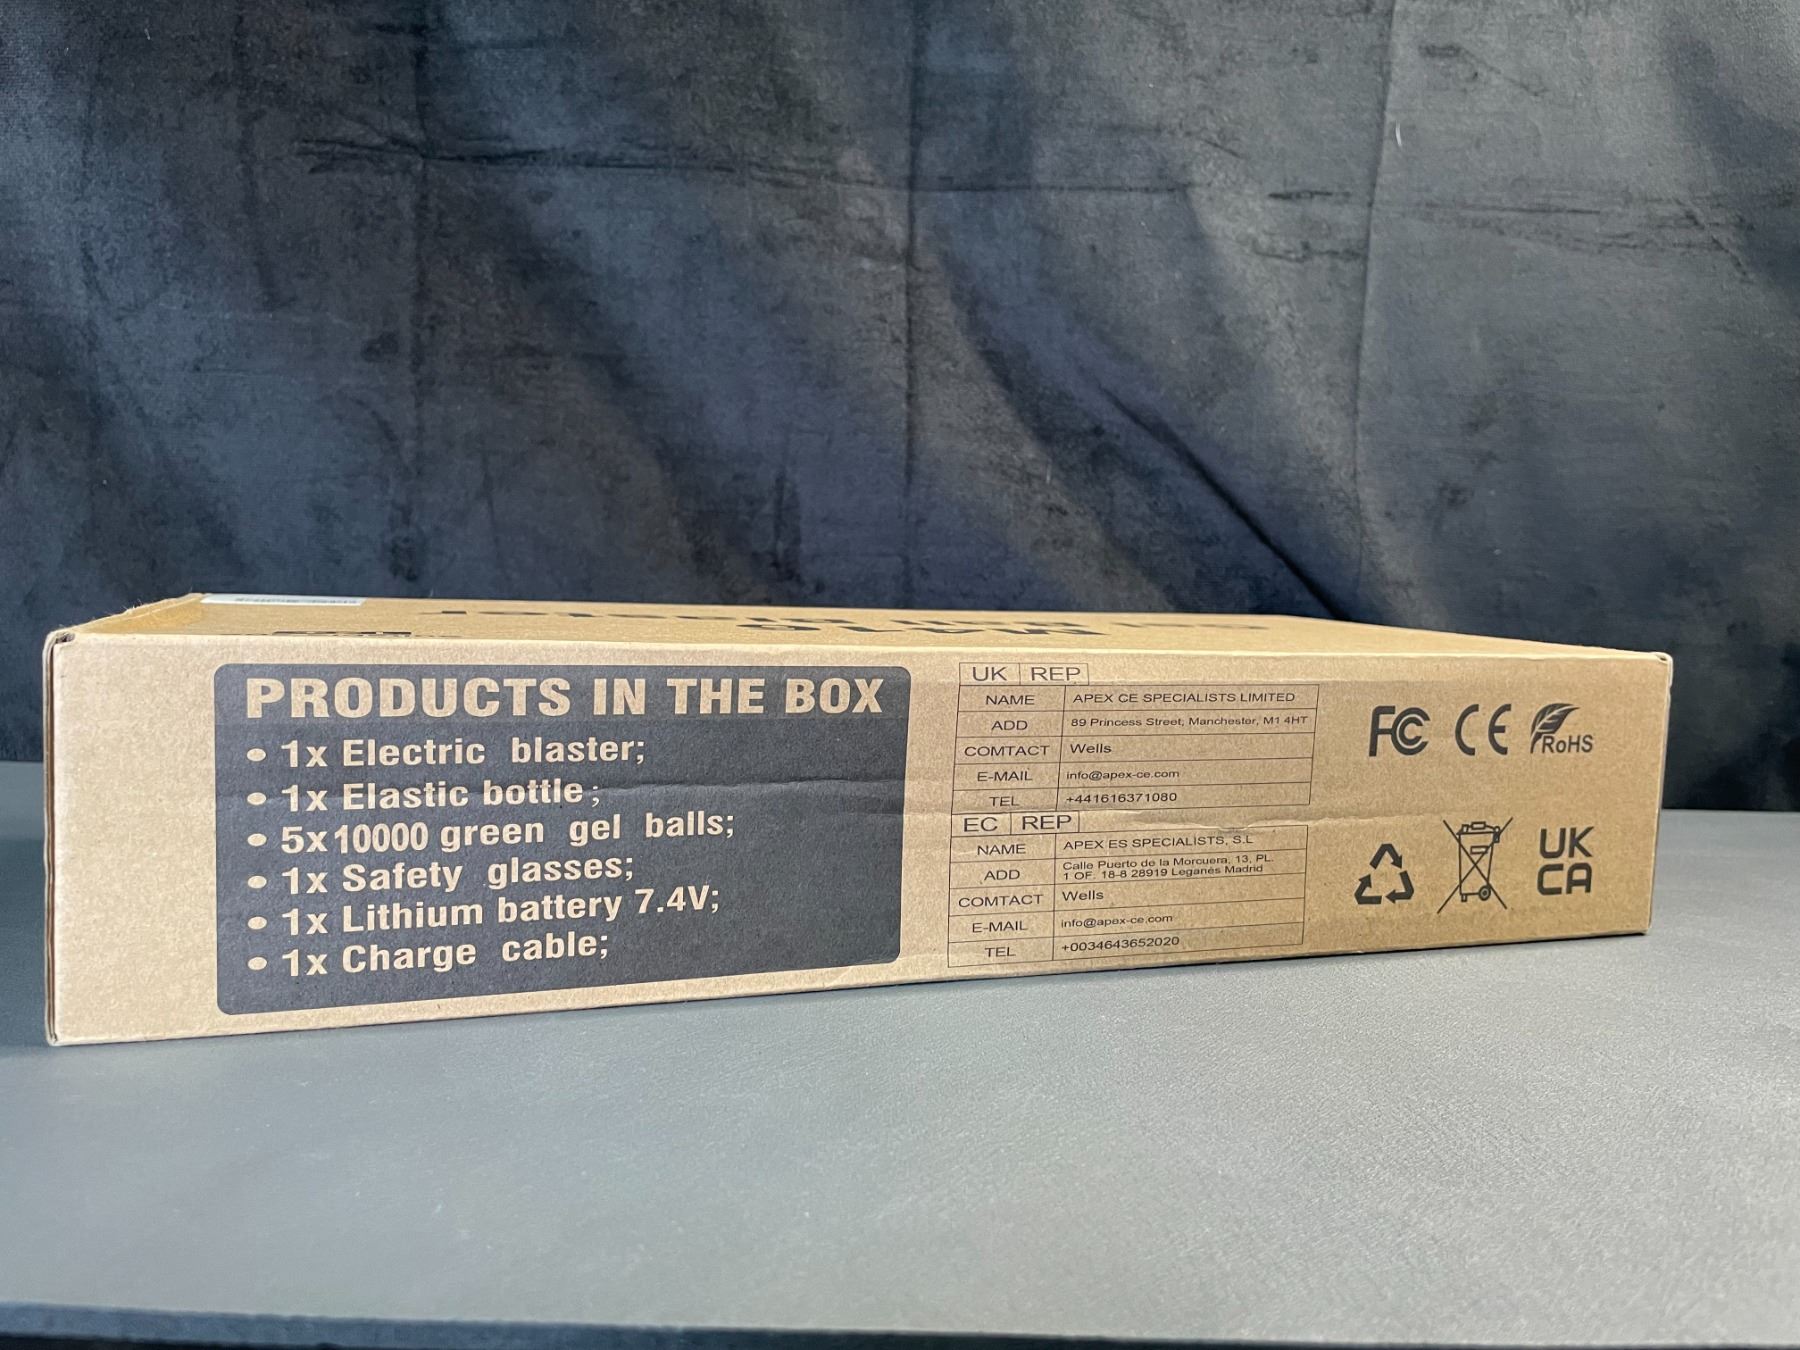 M416
PRODUCTS IN THE BOX
• 1x Electric blaster;
• 1x Elastic bottle;
• 5x10000 green gel balls;
• 1x Safety glasses;
• 1x Lithium battery 7.4V;
• 1x Charge cable;
UK REP
NAME APEX CE SPECIALISTS LIMITED
ADD 89 Princess Street, Manchester, M1 4HT
COMTACT Wells
E-MAIL info@apex-ce.com
TEL +441616371080
EC REP
NAME APEX ES SPECIALISTS, S.L
ADD Calle Puerto de la Morcuera, 13, PL.
1 OF. 18-8 28919 Leganés Madrid
COMTACT Wells
E-MAIL info@apex-ce.com
TEL +0034643652020
FC CE RoHS
UK
CA